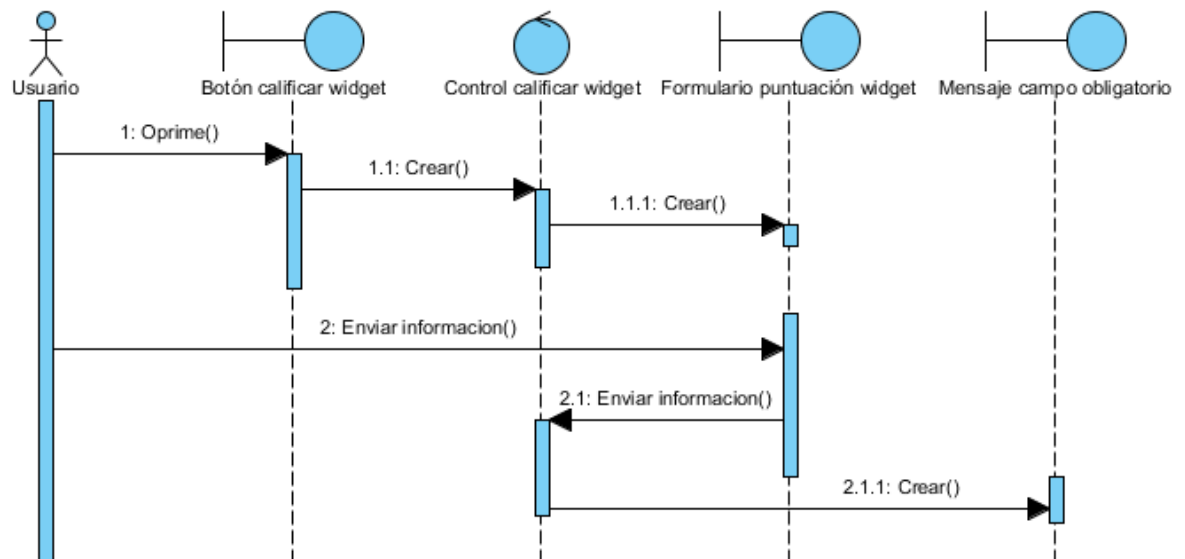 Usuario
Botón calificar widget
Control calificar widget
Formulario puntuación widget
Mensaje campo obligatorio
1: Oprime()
1.1: Crear()
1.1.1: Crear()
2: Enviar informacion()
2.1: Enviar informacion()
2.1.1: Crear()